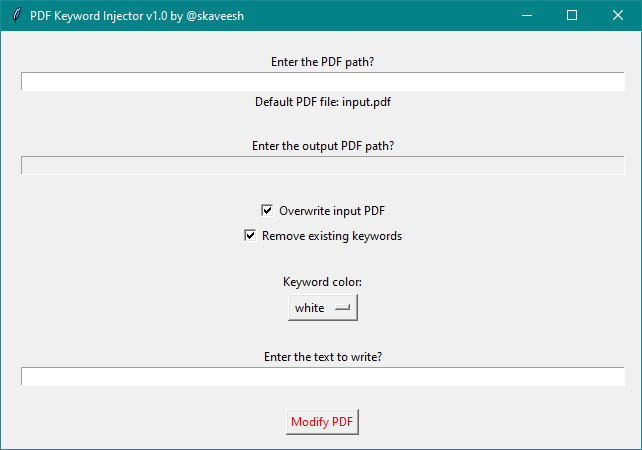 PDF Keyword Injector v1.0 by @skaveesh
Enter the PDF path?
Default PDF file: input.pdf
Enter the output PDF path?
Overwrite input PDF
Remove existing keywords
Keyword color:
white
Enter the text to write?
Modify PDF